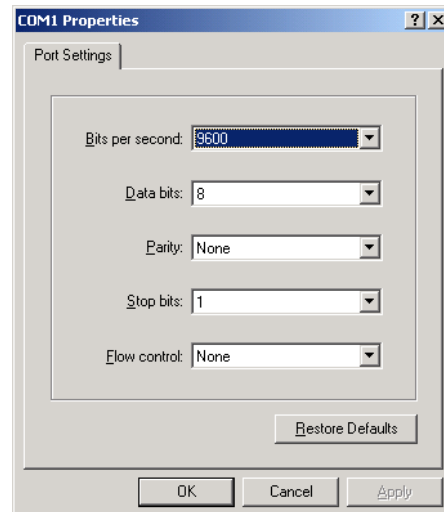 COM1 Properties
Port Settings
Bits per second: 9600
Data bits: 8
Parity: None
Stop bits: 1
Flow control: None
Restore Defaults
OK Cancel Apply